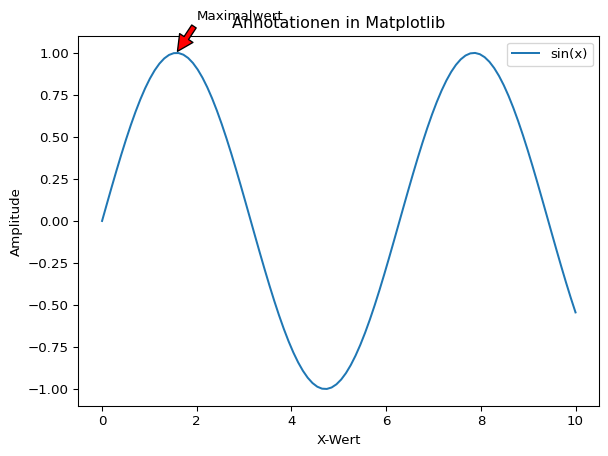 Maximalwert
Annotationen in Matplotlib
sin(x)
1.00
0.75
0.50
0.25
0.00
−0.25
−0.50
−0.75
−1.00
Amplitude
0 2 4 6 8 10
X-Wert